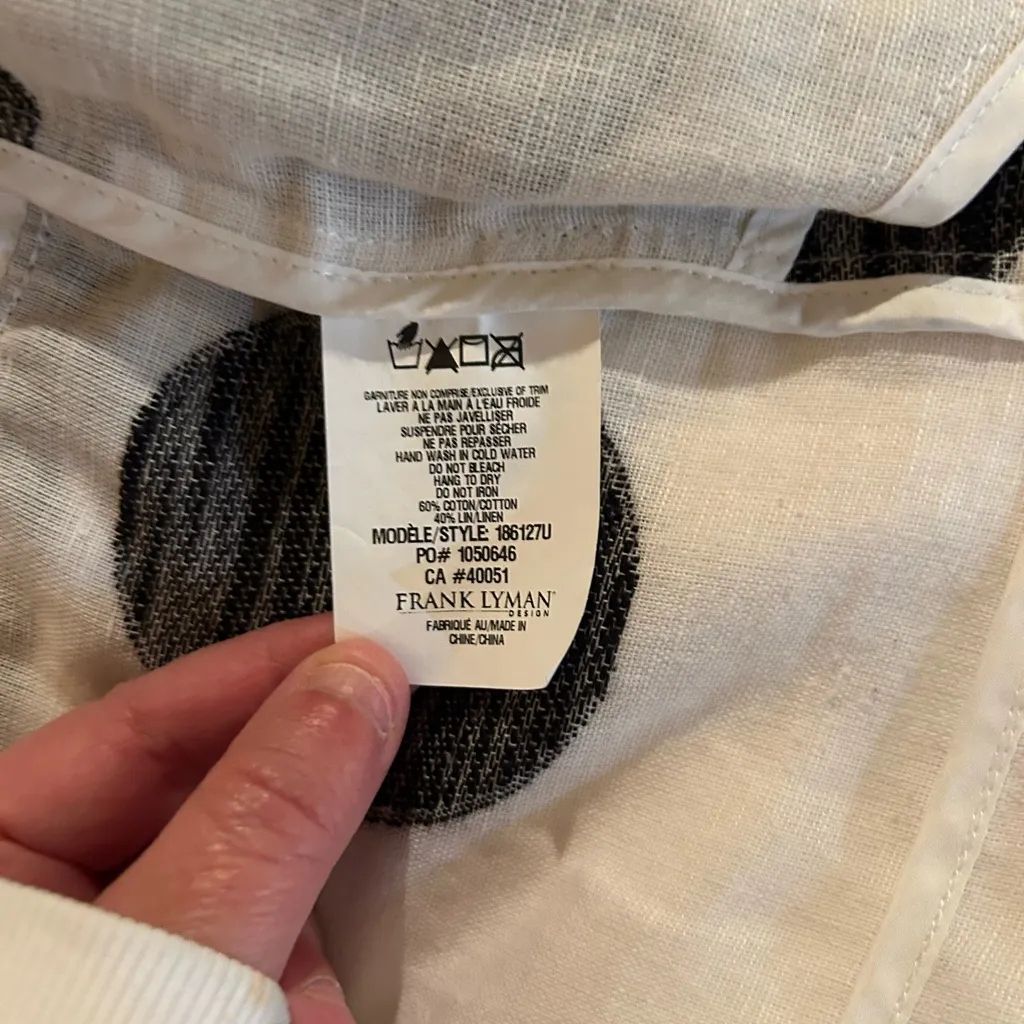 GARNITURE NON COMPRISE/EXCLUSIVE OF TRIM
LAVER À LA MAIN À L'EAU FROIDE
NE PAS JAVELLISER
SUSPENDRE POUR SÉCHER
NE PAS REPASSER
HAND WASH IN COLD WATER
DO NOT BLEACH
HANG TO DRY
DO NOT IRON
60% COTON/COTTON
40% LIN/LINEN
MODÈLE/STYLE: 186127U
PO# 1050646
CA #40051
FRANK LYMAN
DESIGN
FABRIQUÉ AU/MADE IN
CHINE/CHINA